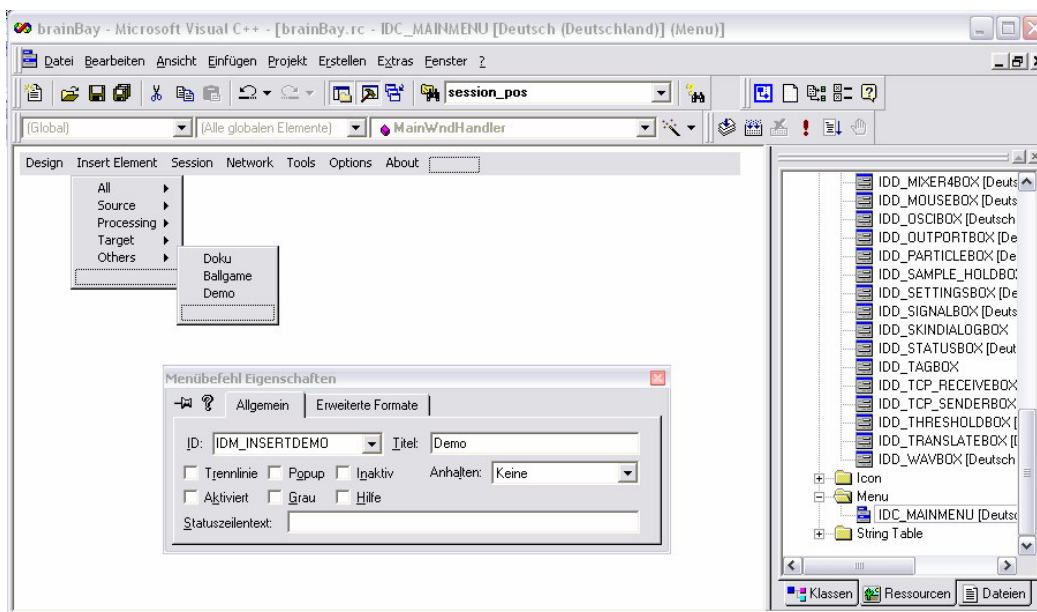 brainBay - Microsoft Visual C++ - [brainBay.rc - IDC_MAINMENU [Deutsch (Deutschland)] (Menu)]
Datei Bearbeiten Ansicht Einfügen Projekt Erstellen Extras Fenster ?
session_pos
(Global) (Alle globalen Elemente) MainWndHandler
Design Insert Element Session Network Tools Options About
All
Source
Processing
Target
Others
Doku
Ballgame
Demo
Menübefehl Eigenschaften
Allgemein Erweiterte Formate
ID: IDM_INSERTDEMO Titel: Demo
Trennlinie Popup Inaktiv Anhalten: Keine
Aktiviert Grau Hilfe
Statuszeilentext:
IDD_MIXER4BOX [Deuts
IDD_MOUSEBOX [Deuts
IDD_OSCIBOX [Deutsch
IDD_OUTPORTBOX [De
IDD_PARTICLEBOX [De
IDD_SAMPLE_HOLDBO
IDD_SETTINGSBOX [De
IDD_SIGNALBOX [Deuts
IDD_SKINDIALOGBOX
IDD_STATUSBOX [Deut
IDD_TAGBOX
IDD_TCP_RECEIVEBOX
IDD_TCP_SENDERBOX
IDD_THRESHOLDBOX [
IDD_TRANSLATEBOX [
IDD_WAVBOX [Deutsch
Icon
Menu
IDC_MAINMENU [Deuts
String Table
Klassen Ressourcen Dateien